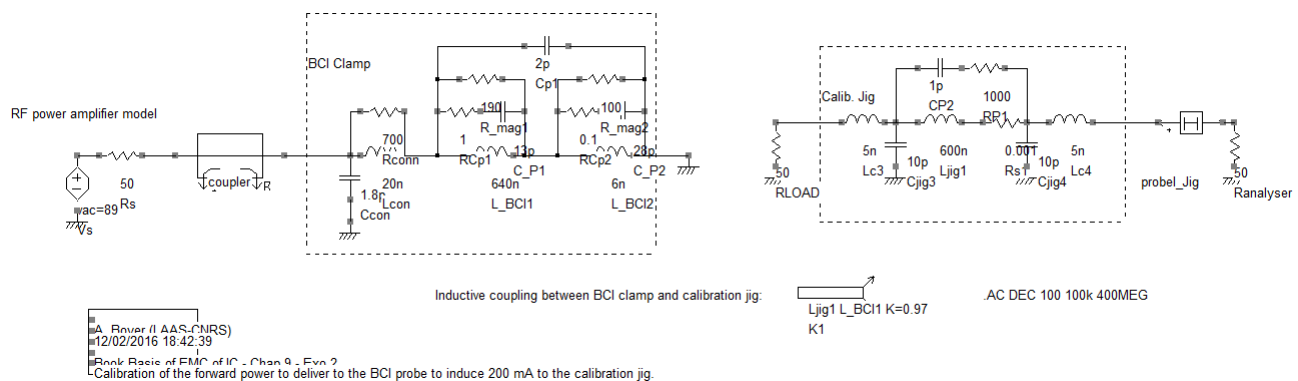 BCI Clamp
2p
Cp1
190
R_mag1
100
R_mag2
RF power amplifier model
700
Rconn
1
RCp1
13p
C_P1
0.1
RCp2
28p
C_P2
50
Rs
coupler
R
20n
Lcon
1.8p
Ccon
640n
L_BCI1
6n
L_BCI2
vac=89
Vs
Calib. Jig
1p
CP2
1000
RP1
5n
Lc3
10p
Cjig3
600n
Ljig1
0.001
Rs1
10p
Cjig4
5n
Lc4
50
RLOAD
probeI_Jig
50
Ranalyser
Inductive coupling between BCI clamp and calibration jig:
Ljig1 L_BCI1 K=0.97
K1
.AC DEC 100 100k 400MEG
A. Boyer (LAAS-CNRS)
12/02/2016 18:42:39
Book Basis of EMC of IC - Chap 9 - Exo 2
Calibration of the forward power to deliver to the BCI probe to induce 200 mA to the calibration jig.